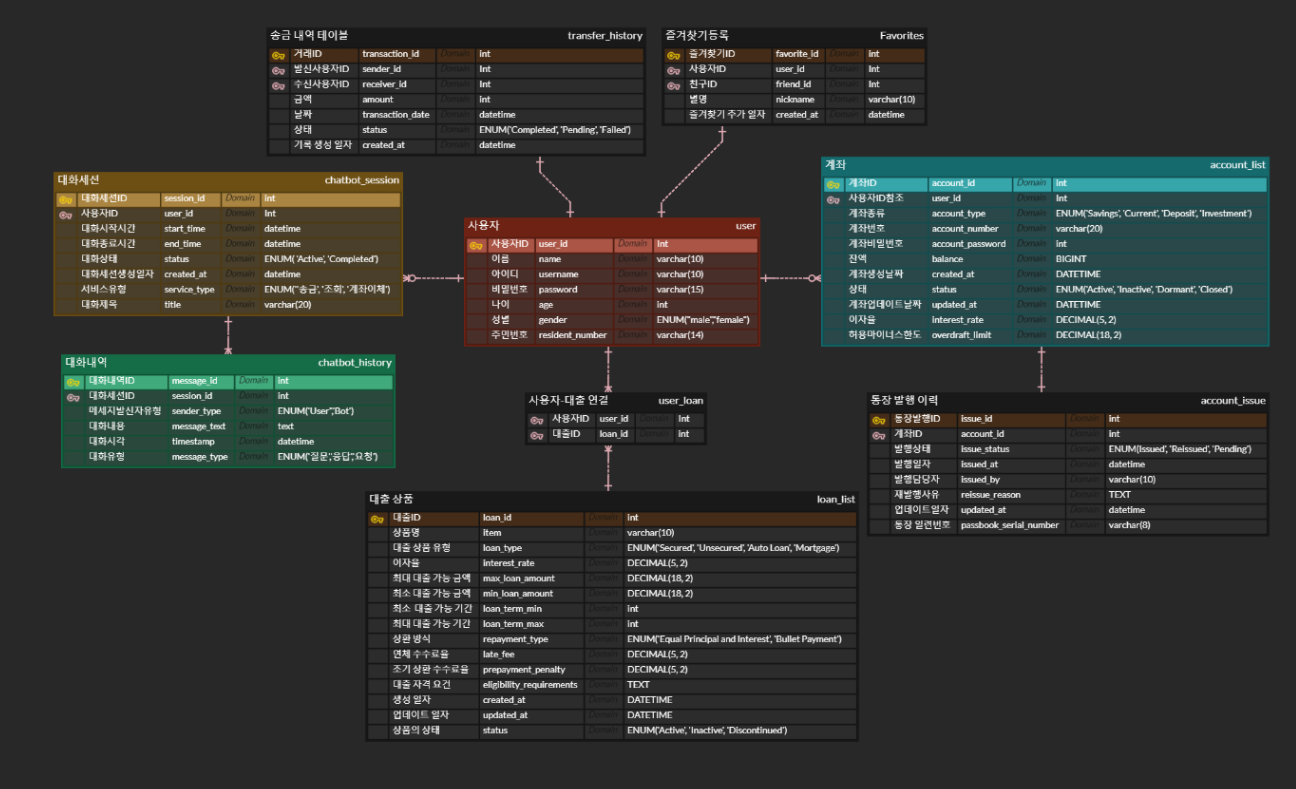 송금 내역 테이블 transfer_history
거래ID transaction_id Domain int
발신사용자ID sender_id Domain Int
수신사용자ID receiver_id Domain Int
금액 amount Domain int
날짜 transaction_date Domain datetime
상태 status Domain ENUM('Completed', 'Pending', 'Failed')
기록 생성 일자 created_at Domain datetime
즐겨찾기등록 Favorites
즐겨찾기ID favorite_id Domain int
사용자ID user_id Domain Int
친구ID friend_id Domain Int
별명 nickname Domain varchar(10)
즐겨찾기 추가 일자 created_at Domain datetime
대화세션 chatbot_session
대화세션ID session_id Domain int
사용자ID user_id Domain Int
대화시작시간 start_time Domain datetime
대화종료시간 end_time Domain datetime
대화상태 status Domain ENUM( 'Active', 'Completed')
대화세션생성일자 created_at Domain datetime
서비스유형 service_type Domain ENUM("송금', '조회', '계좌이체')
대화제목 title Domain varchar(20)
사용자 user
사용자ID user_id Domain Int
이름 name Domain varchar(10)
아이디 username Domain varchar(10)
비밀번호 password Domain varchar(15)
나이 age Domain int
성별 gender Domain ENUM("male","female")
주민번호 resident_number Domain varchar(14)
계좌 account_list
계좌ID account_id Domain int
사용자ID참조 user_id Domain Int
계좌종류 account_type Domain ENUM('Savings', 'Current', 'Deposit', 'Investment')
계좌번호 account_number Domain varchar(20)
계좌비밀번호 account_password Domain int
잔액 balance Domain BIGINT
계좌생성날짜 created_at Domain DATETIME
상태 status Domain ENUM('Active', 'Inactive', 'Dormant', 'Closed')
계좌업데이트날짜 updated_at Domain DATETIME
이자율 interest_rate Domain DECIMAL(5, 2)
허용마이너스한도 overdraft_limit Domain DECIMAL(18, 2)
대화내역 chatbot_history
대화내역ID message_id Domain int
대화세션ID session_id Domain int
메세지발신자유형 sender_type Domain ENUM('User','Bot')
대화내용 message_text Domain text
대화시각 timestamp Domain datetime
대화유형 message_type Domain ENUM('질문','응답','요청')
사용자-대출 연결 user_loan
사용자ID user_id Domain Int
대출ID loan_id Domain int
통장 발행 이력 account_issue
통장발행ID issue_id Domain int
계좌ID account_id Domain int
발행상태 issue_status Domain ENUM(Issued', 'Reissued', 'Pending')
발행일자 issued_at Domain datetime
발행담당자 issued_by Domain varchar(10)
재발행사유 reissue_reason Domain TEXT
업데이트일자 updated_at Domain datetime
통장 일련번호 passbook_serial_number Domain varchar(8)
대출 상품 loan_list
대출ID loan_id Domain int
상품명 item Domain varchar(10)
대출 상품 유형 loan_type Domain ENUM('Secured', 'Unsecured', 'Auto Loan', 'Mortgage')
이자율 interest_rate Domain DECIMAL(5, 2)
최대 대출 가능 금액 max_loan_amount Domain DECIMAL(18, 2)
최소 대출 가능 금액 min_loan_amount Domain DECIMAL(18, 2)
최소 대출 가능 기간 loan_term_min Domain int
최대 대출 가능 기간 loan_term_max Domain int
상환 방식 repayment_type Domain ENUM('Equal Principal and Interest', 'Bullet Payment')
연체 수수료율 late_fee Domain DECIMAL(5, 2)
조기 상환 수수료율 prepayment_penalty Domain DECIMAL(5, 2)
대출 자격 요건 eligibility_requirements Domain TEXT
생성 일자 created_at Domain DATETIME
업데이트 일자 updated_at Domain DATETIME
상품의 상태 status Domain ENUM('Active', 'Inactive', 'Discontinued')